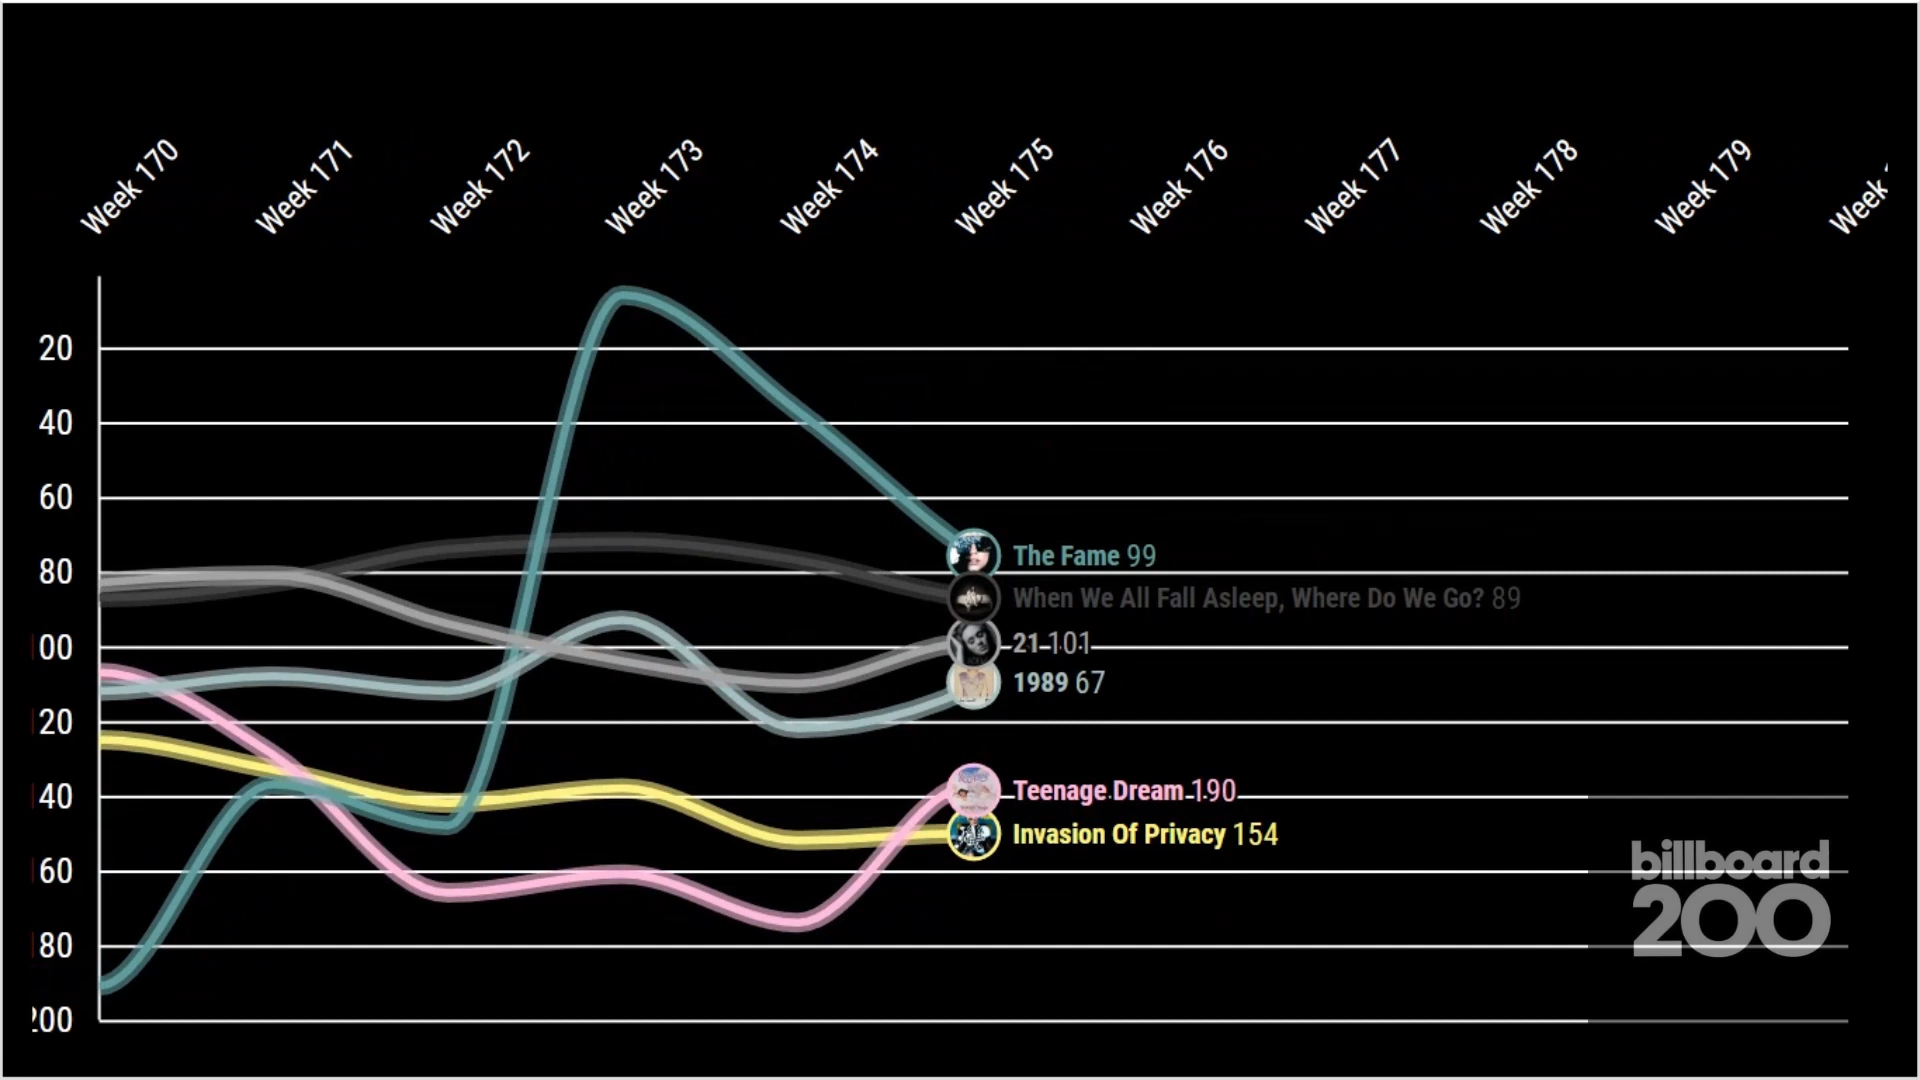 Week 170 Week 171 Week 172 Week 173 Week 174 Week 175 Week 176 Week 177 Week 178 Week 179 Week
20
40
60
The Fame 99
80
When We All Fall Asleep, Where Do We Go? 89
00
21 101
1989 67
20
40
Teenage Dream 190
Invasion Of Privacy 154
60
80
200
billboard
200